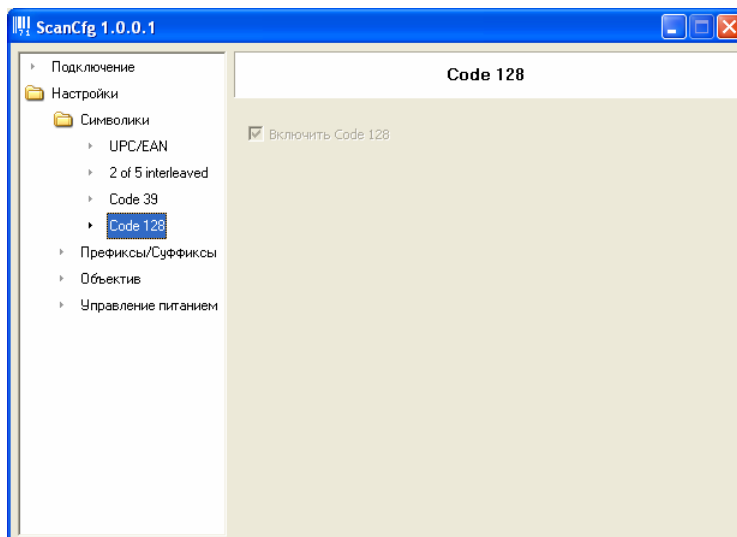 ScanCfg 1.0.0.1
Подключение
Настройки
Символики
UPC/EAN
2 of 5 interleaved
Code 39
Code 128
Префиксы/Суффиксы
Объектив
Управление питанием
Code 128
Включить Code 128